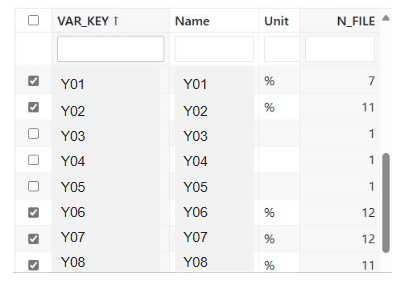 VAR_KEY ↑ Name Unit N_FILE
Y01 Y01 % 7
Y02 Y02 % 11
Y03 Y03 1
Y04 Y04 1
Y05 Y05 1
Y06 Y06 % 12
Y07 Y07 % 12
Y08 Y08 % 11